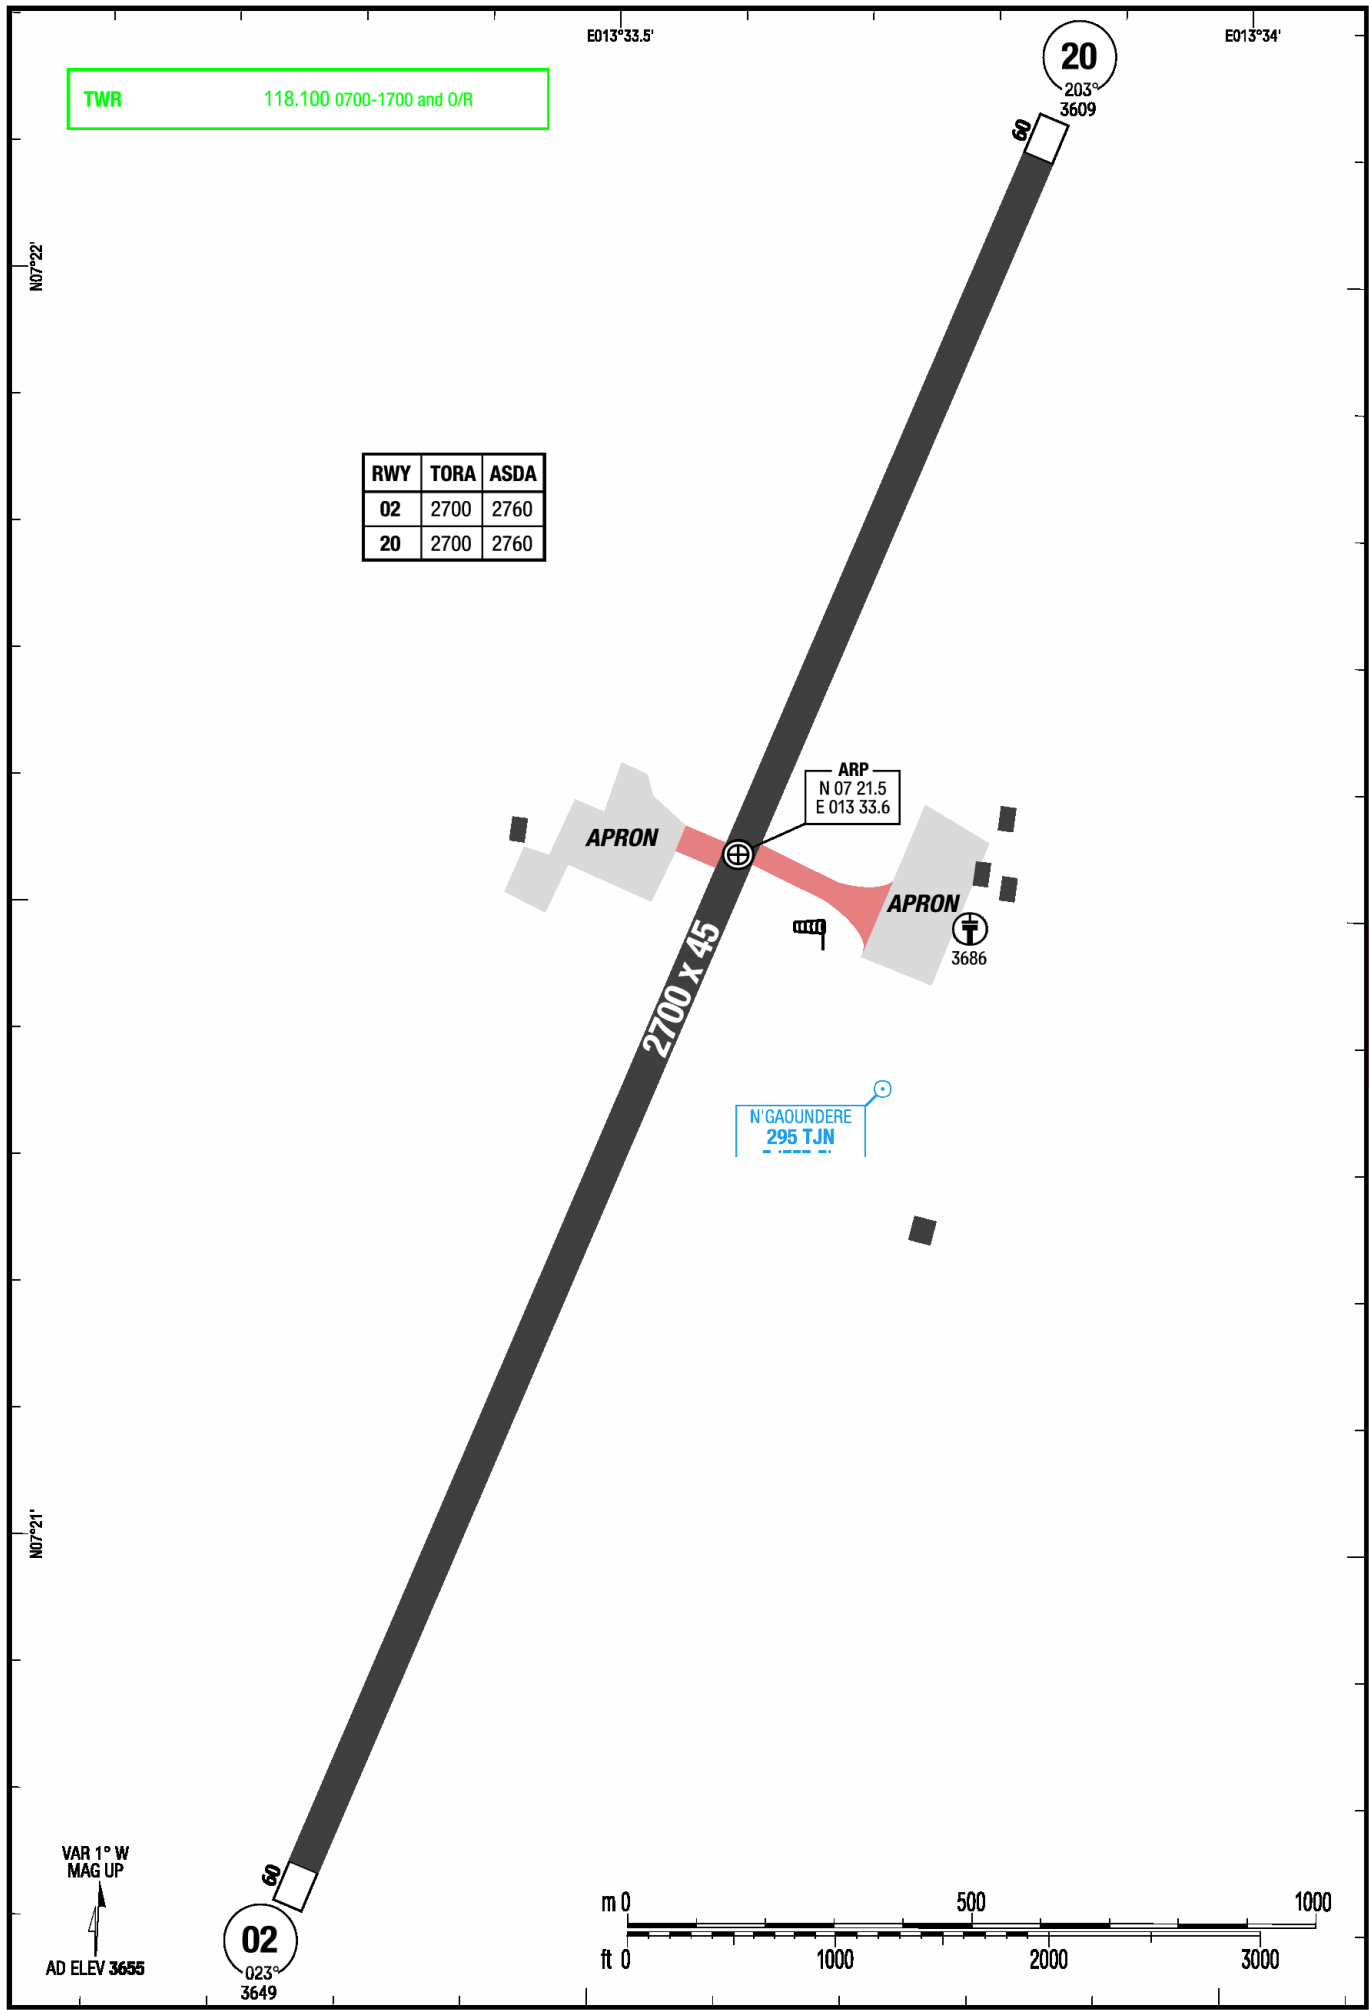 E013°33.5'
E013°34'
20
203°
3609
60
TWR 118.100 0700-1700 and O/R
N07°22'
RWY TORA ASDA
02 2700 2760
20 2700 2760
ARP
N 07 21.5
E 013 33.6
APRON
APRON
3686
2700 x 45
N'GAOUNDERE
295 TJN
N07°21'
VAR 1° W
MAG UP
AD ELEV 3655
60
02
023°
3649
m 0 500 1000
ft 0 1000 2000 3000